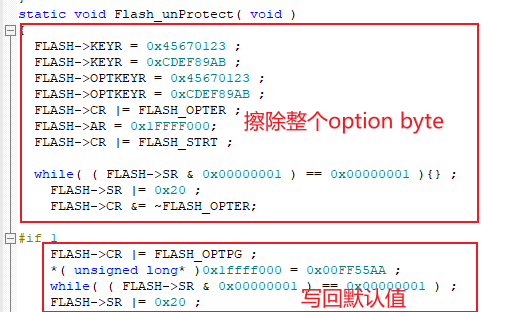 static void Flash_unProtect( void )
{
FLASH->KEYR = 0x45670123 ;
FLASH->KEYR = 0xCDEF89AB ;
FLASH->OPTKEYR = 0x45670123 ;
FLASH->OPTKEYR = 0xCDEF89AB ;
FLASH->CR |= FLASH_OPTER ;
FLASH->AR = 0x1FFFF000;
擦除整个option byte
FLASH->CR |= FLASH_STRT ;
while( ( FLASH->SR & 0x00000001 ) == 0x00000001 ){} ;
FLASH->SR |= 0x20 ;
FLASH->CR &= ~FLASH_OPTER;
#if 1
FLASH->CR |= FLASH_OPTPG ;
*( unsigned long* )0x1ffff000 = 0x00FF55AA ;
while( ( FLASH->SR & 0x00000001 ) == 0x00000001 ) ;
FLASH->SR |= 0x20 ;
写回默认值